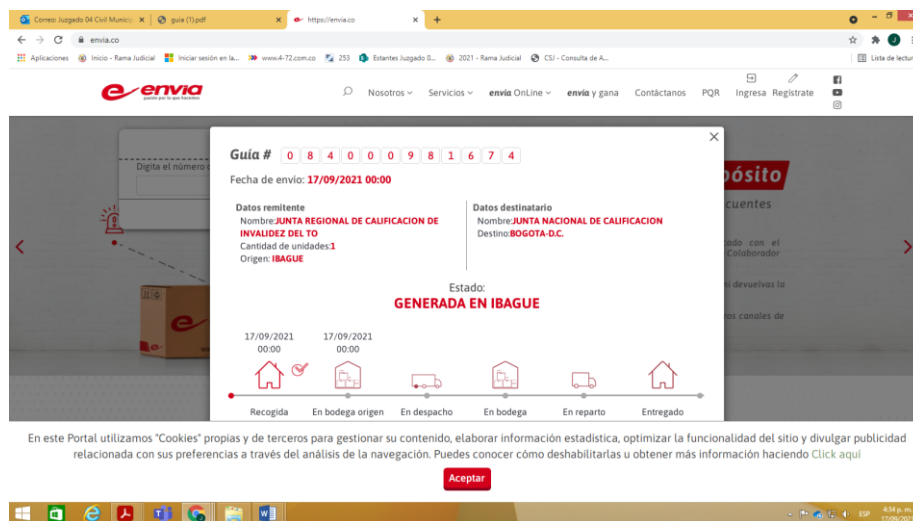 Correo: Juzgado 04 Civil Municip
guia (1).pdf
https://envia.co
envia.co
Aplicaciones
Inicio - Rama Judicial
Iniciar sesión en la...
www.4-72.com.co
253
Estantes Juzgado 0...
2021 - Rama Judicial
CSJ - Consulta de A...
Lista de lectur
envia
Nosotros
Servicios
envia OnLine
envia y gana
Contáctanos
PQR
Ingresa
Registrate
Guía # 084000981674
Digita el número
Fecha de envio: 17/09/2021 00:00
Datos remitente
Nombre:JUNTA REGIONAL DE CALIFICACION DE
INVALIDEZ DEL TO
Cantidad de unidades:1
Origen: IBAGUE
Datos destinatario
Nombre:JUNTA NACIONAL DE CALIFICACION
Destino:BOGOTA-D.C.
ósito
cuentes
ado con el
Colaborador
ni devuelvas la
ros canales de
Estado:
GENERADA EN IBAGUE
17/09/2021
00:00
17/09/2021
00:00
Recogida
En bodega origen
En despacho
En bodega
En reparto
Entregado
En este Portal utilizamos "Cookies" propias y de terceros para gestionar su contenido, elaborar información estadística, optimizar la funcionalidad del sitio y divulgar publicidad
relacionada con sus preferencias a través del análisis de la navegación. Puedes conocer cómo deshabilitarlas u obtener más información haciendo Click aquí
Aceptar
ESP
4:54 p. m.
17/09/202